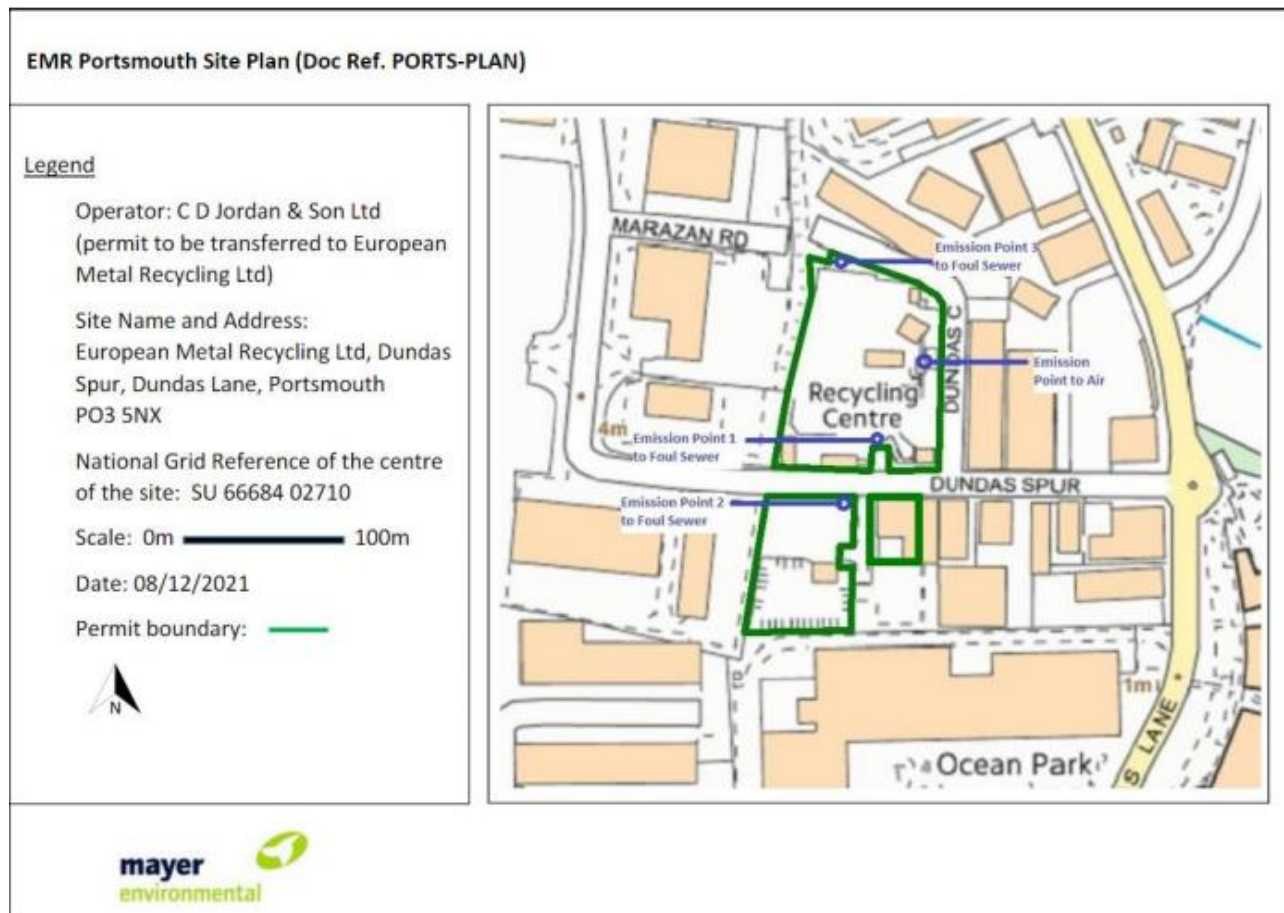 EMR Portsmouth Site Plan (Doc Ref. PORTS-PLAN)
Legend
Operator: C D Jordan & Son Ltd
(permit to be transferred to European
Metal Recycling Ltd)
Site Name and Address:
European Metal Recycling Ltd, Dundas
Spur, Dundas Lane, Portsmouth
PO3 5NX
National Grid Reference of the centre
of the site: SU 66684 02710
Scale: 0m 100m
Date: 08/12/2021
Permit boundary:
N
mayer
environmental
MARAZAN RD
Emission Point 3
to Foul Sewer
DUNDAS C
Emission
Point to Air
Recycling
Centre
4m
Emission Point 1
to Foul Sewer
DUNDAS SPUR
Emission Point 2
to Foul Sewer
1m
S LANE
Ocean Park